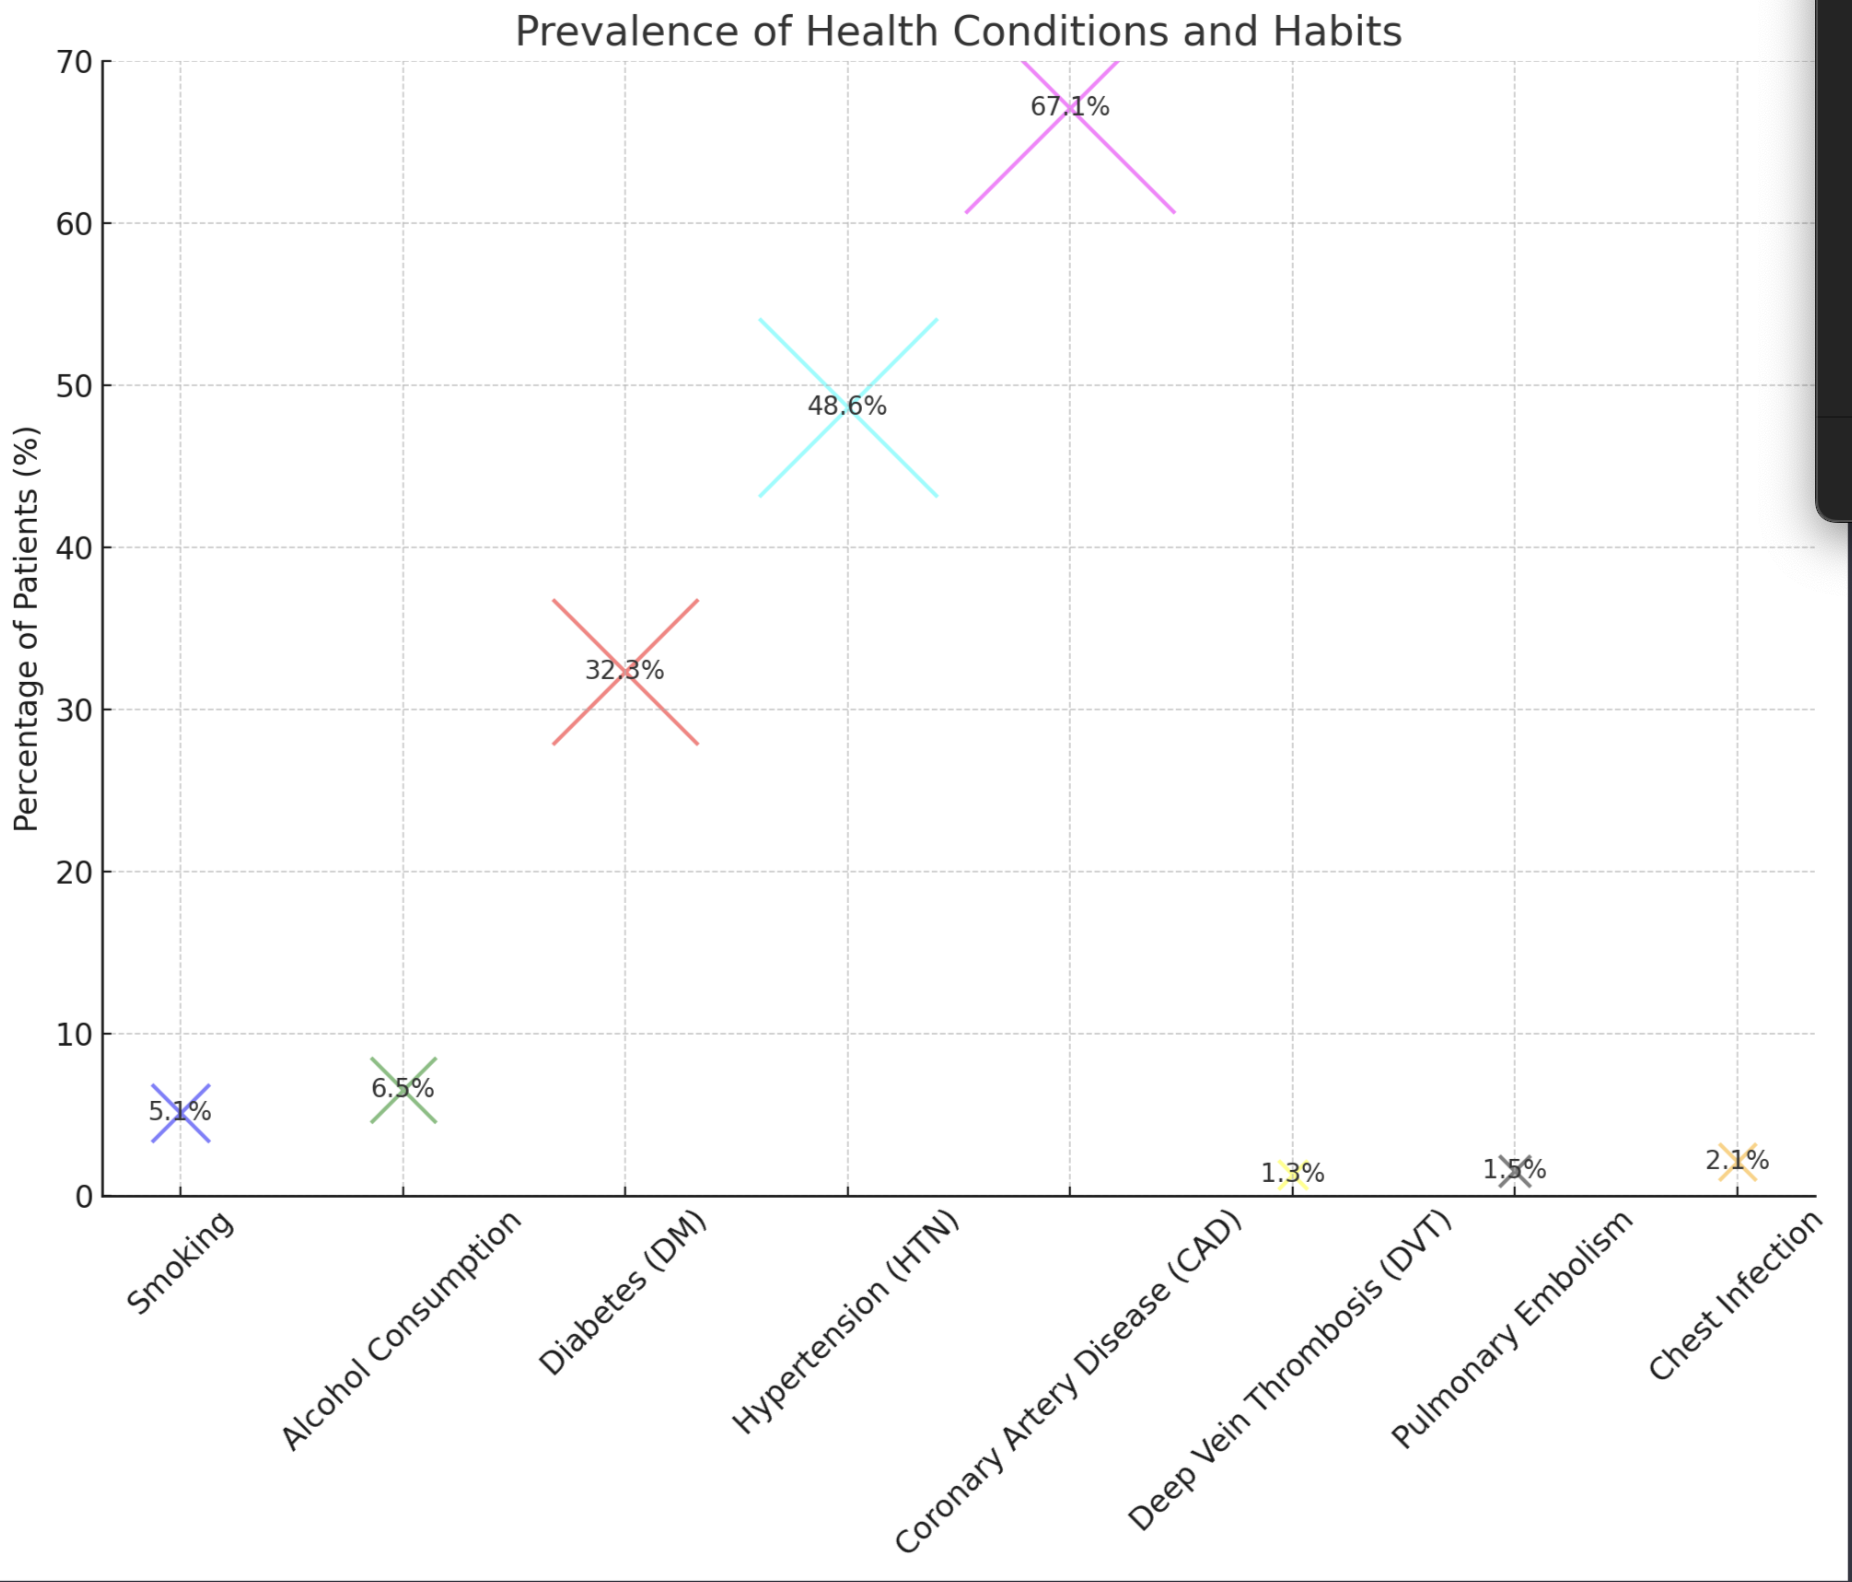 Prevalence of Health Conditions and Habits
Percentage of Patients (%)
70
60
50
40
30
20
10
0
67.1%
48.6%
32.3%
5.1%
6.5%
1.3%
1.5%
2.1%
Smoking
Alcohol Consumption
Diabetes (DM)
Hypertension (HTN)
Coronary Artery Disease (CAD)
Deep Vein Thrombosis (DVT)
Pulmonary Embolism
Chest Infection